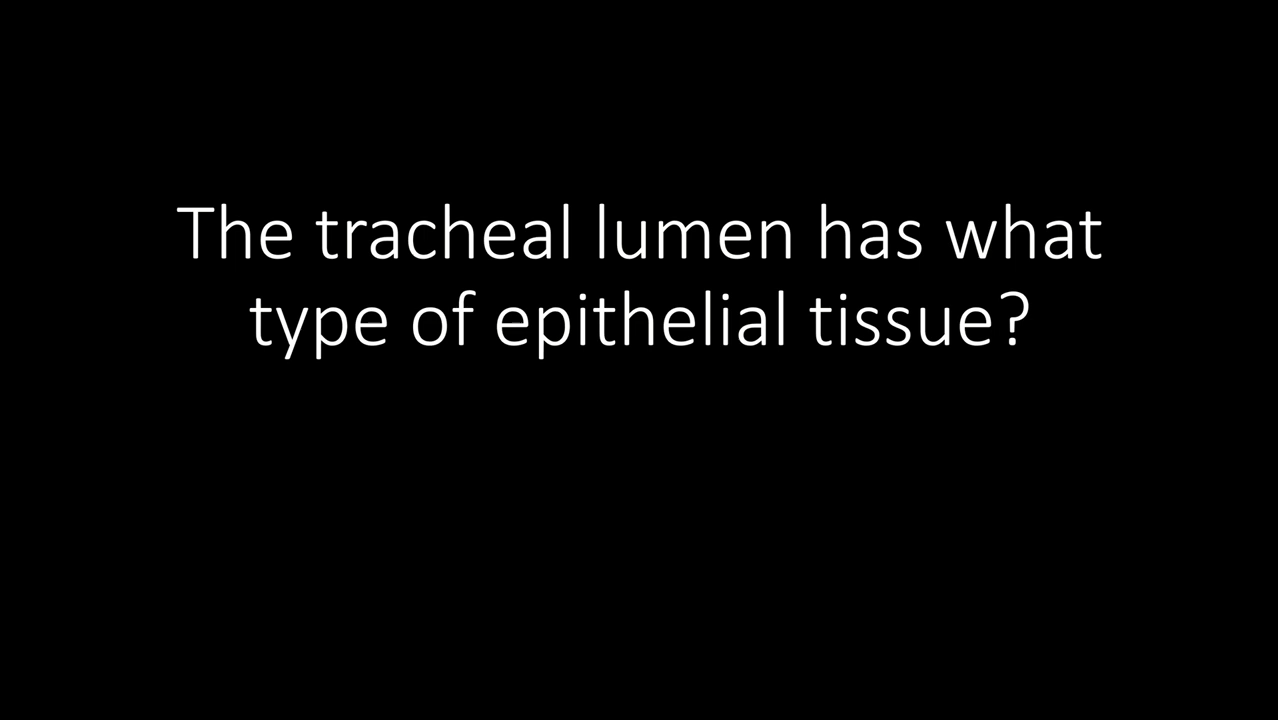 The tracheal lumen has what
type of epithelial tissue?